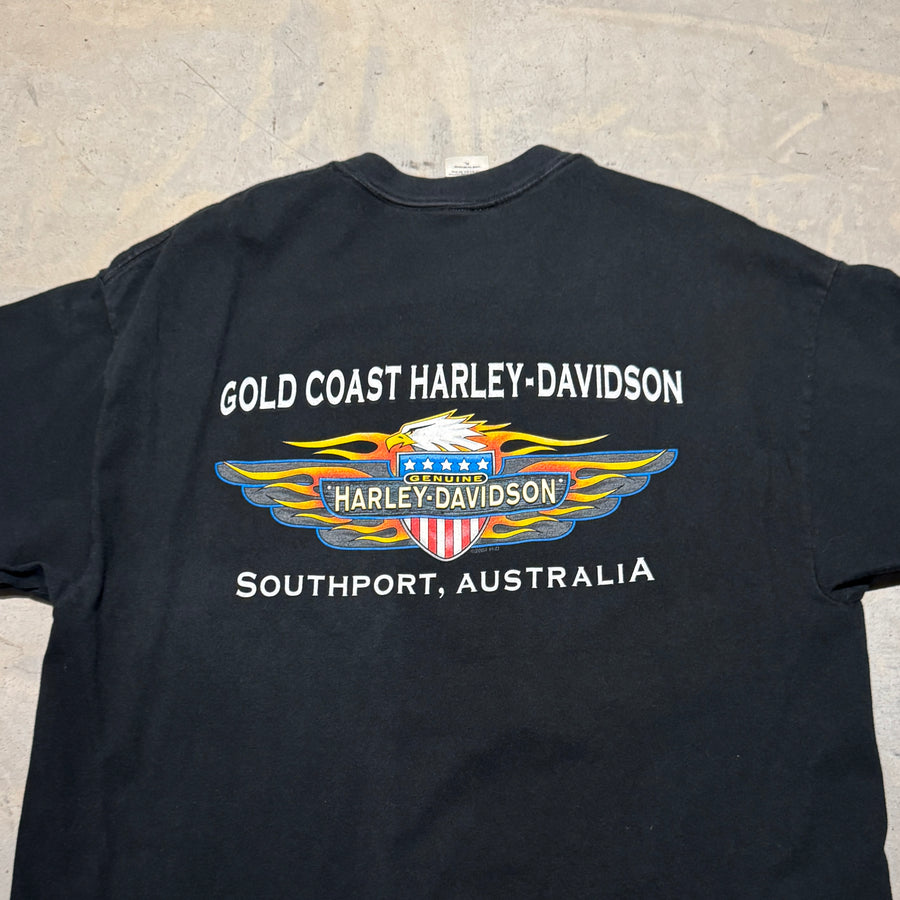 GOLD COAST HARLEY-DAVIDSON
GENUINE
HARLEY-DAVIDSON
SOUTHPORT, AUSTRALIA